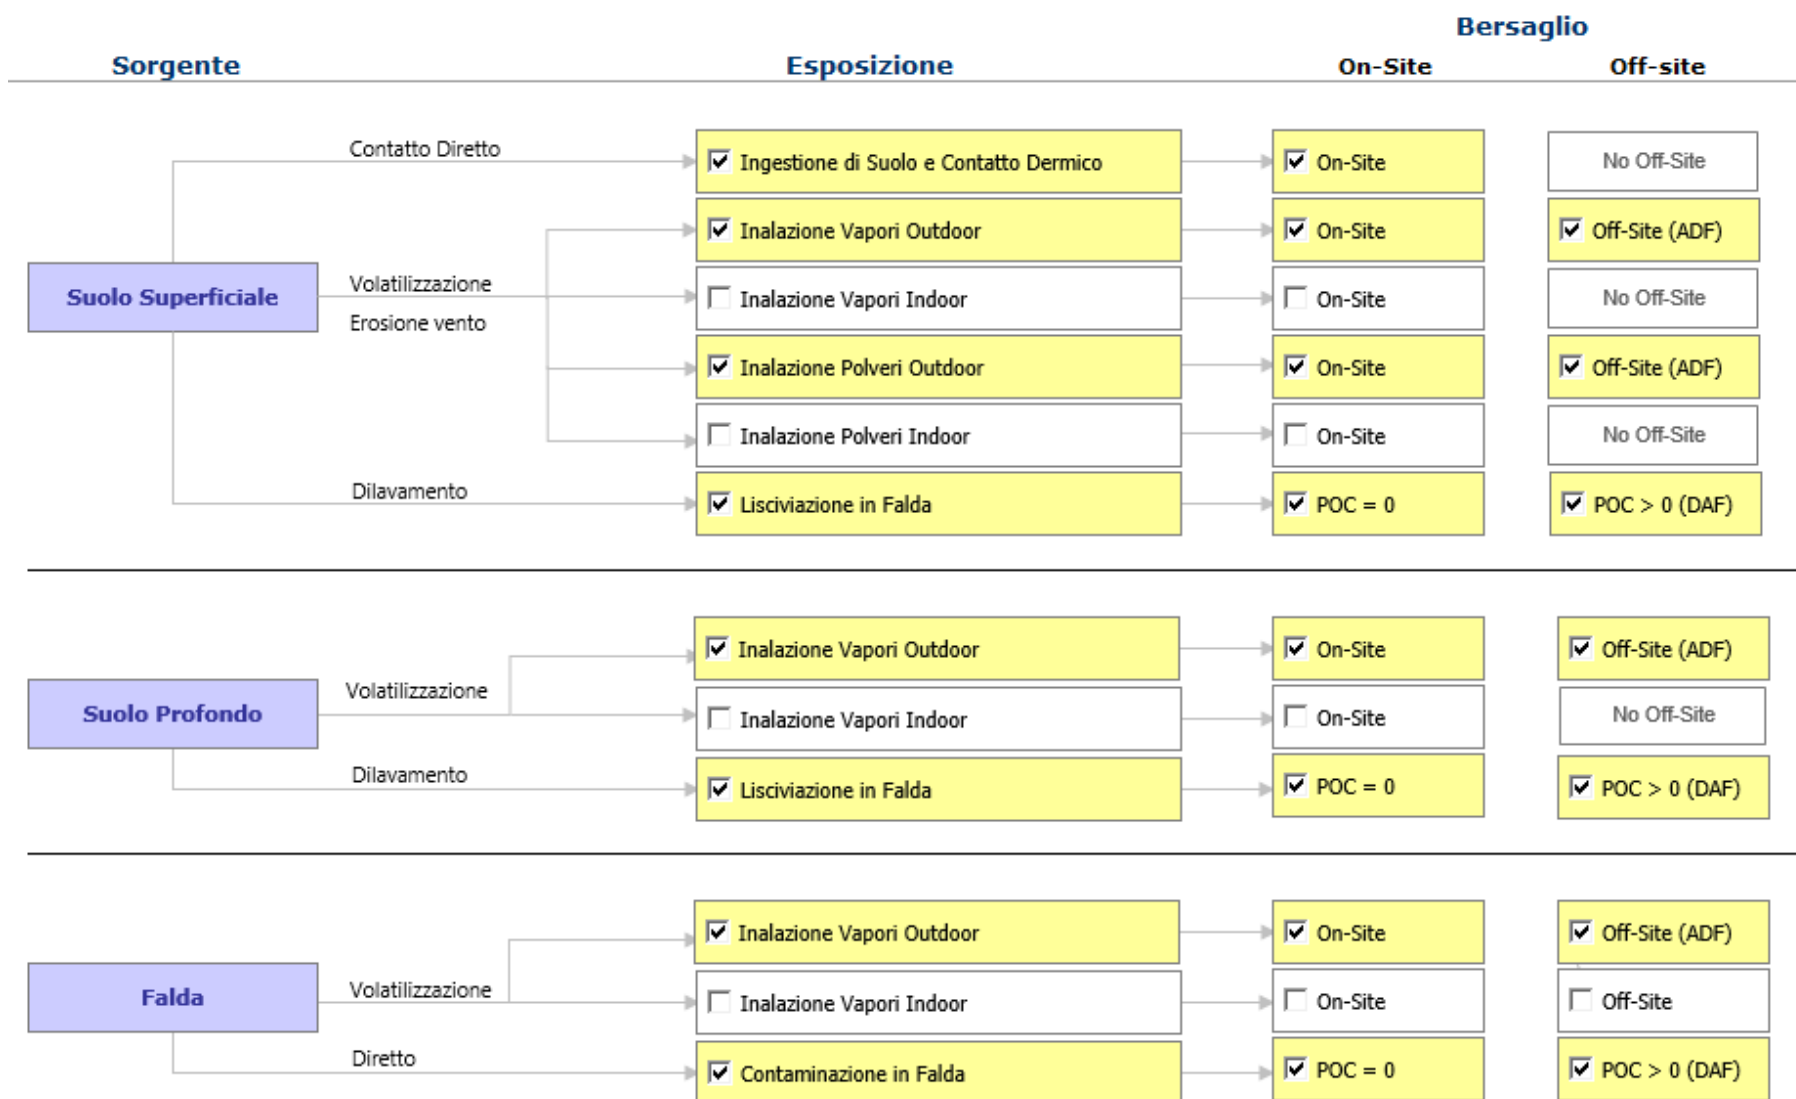 Bersaglio
Sorgente Esposizione On-Site Off-site
Contatto Diretto
Ingestione di Suolo e Contatto Dermico On-Site No Off-Site
Inalazione Vapori Outdoor On-Site Off-Site (ADF)
Suolo Superficiale
Volatilizzazione
Erosione vento
Inalazione Vapori Indoor On-Site No Off-Site
Inalazione Polveri Outdoor On-Site Off-Site (ADF)
Inalazione Polveri Indoor On-Site No Off-Site
Dilavamento
Lisciviazione in Falda POC = 0 POC > 0 (DAF)
Inalazione Vapori Outdoor On-Site Off-Site (ADF)
Suolo Profondo
Volatilizzazione
Inalazione Vapori Indoor On-Site No Off-Site
Dilavamento
Lisciviazione in Falda POC = 0 POC > 0 (DAF)
Inalazione Vapori Outdoor On-Site Off-Site (ADF)
Falda
Volatilizzazione
Inalazione Vapori Indoor On-Site Off-Site
Diretto
Contaminazione in Falda POC = 0 POC > 0 (DAF)